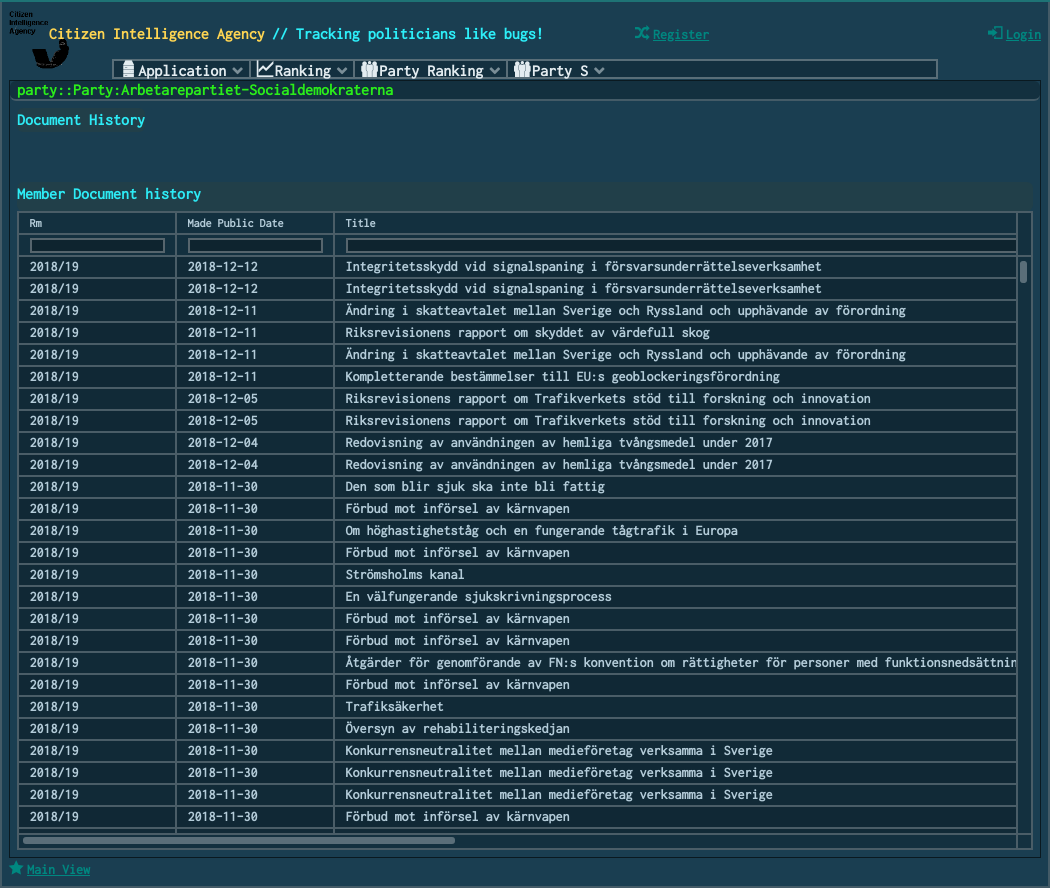 Citizen
Intelligence
Agency
Citizen Intelligence Agency // Tracking politicians like bugs!
Register
Login
Application
Ranking
Party Ranking
Party S
party::Party:Arbetarepartiet-Socialdemokraterna
Document History
Member Document history
Rm Made Public Date Title
2018/19 2018-12-12 Integritetsskydd vid signalspaning i försvarsunderrättelseverksamhet
2018/19 2018-12-12 Integritetsskydd vid signalspaning i försvarsunderrättelseverksamhet
2018/19 2018-12-11 Ändring i skatteavtalet mellan Sverige och Ryssland och upphävande av förordning
2018/19 2018-12-11 Riksrevisionens rapport om skyddet av värdefull skog
2018/19 2018-12-11 Ändring i skatteavtalet mellan Sverige och Ryssland och upphävande av förordning
2018/19 2018-12-11 Kompletterande bestämmelser till EU:s geoblockeringsförordning
2018/19 2018-12-05 Riksrevisionens rapport om Trafikverkets stöd till forskning och innovation
2018/19 2018-12-05 Riksrevisionens rapport om Trafikverkets stöd till forskning och innovation
2018/19 2018-12-04 Redovisning av användningen av hemliga tvångsmedel under 2017
2018/19 2018-12-04 Redovisning av användningen av hemliga tvångsmedel under 2017
2018/19 2018-11-30 Den som blir sjuk ska inte bli fattig
2018/19 2018-11-30 Förbud mot införsel av kärnvapen
2018/19 2018-11-30 Om höghastighetståg och en fungerande tågtrafik i Europa
2018/19 2018-11-30 Förbud mot införsel av kärnvapen
2018/19 2018-11-30 Strömsholms kanal
2018/19 2018-11-30 En välfungerande sjukskrivningsprocess
2018/19 2018-11-30 Förbud mot införsel av kärnvapen
2018/19 2018-11-30 Förbud mot införsel av kärnvapen
2018/19 2018-11-30 Åtgärder för genomförande av FN:s konvention om rättigheter för personer med funktionsnedsättnin
2018/19 2018-11-30 Förbud mot införsel av kärnvapen
2018/19 2018-11-30 Trafiksäkerhet
2018/19 2018-11-30 Översyn av rehabiliteringskedjan
2018/19 2018-11-30 Konkurrensneutralitet mellan medieföretag verksamma i Sverige
2018/19 2018-11-30 Konkurrensneutralitet mellan medieföretag verksamma i Sverige
2018/19 2018-11-30 Konkurrensneutralitet mellan medieföretag verksamma i Sverige
2018/19 2018-11-30 Förbud mot införsel av kärnvapen
Main View